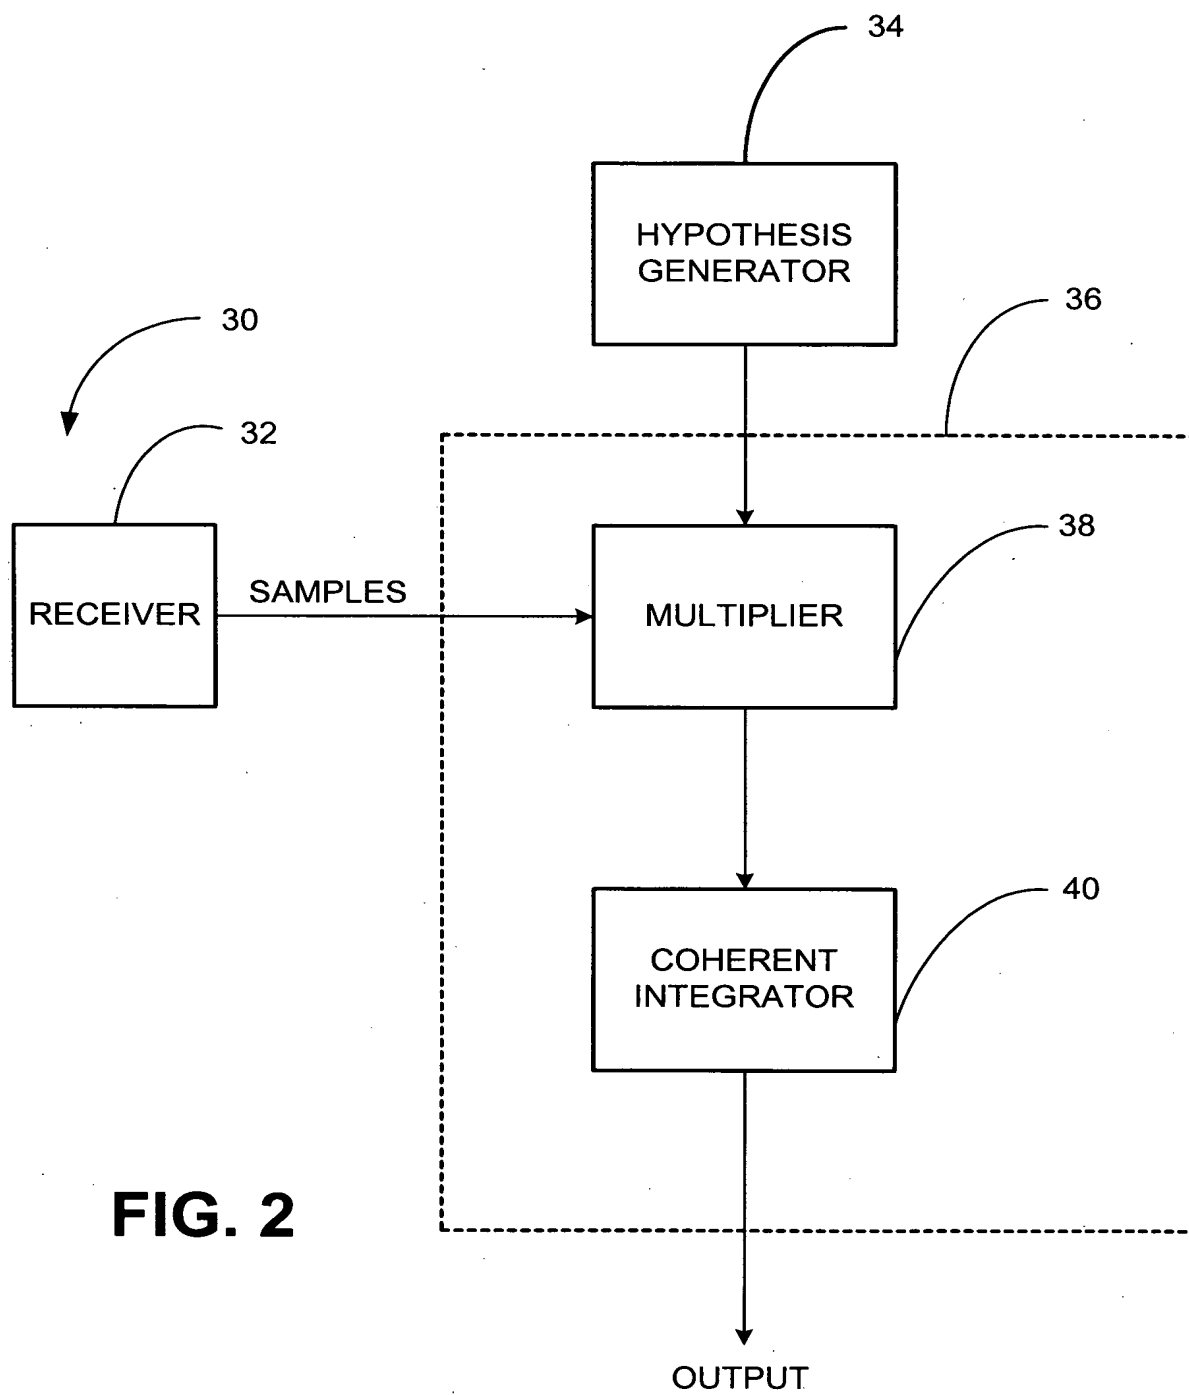 34
HYPOTHESIS
GENERATOR
36
30
32
38
RECEIVER
SAMPLES
MULTIPLIER
40
COHERENT
INTEGRATOR
FIG. 2
OUTPUT